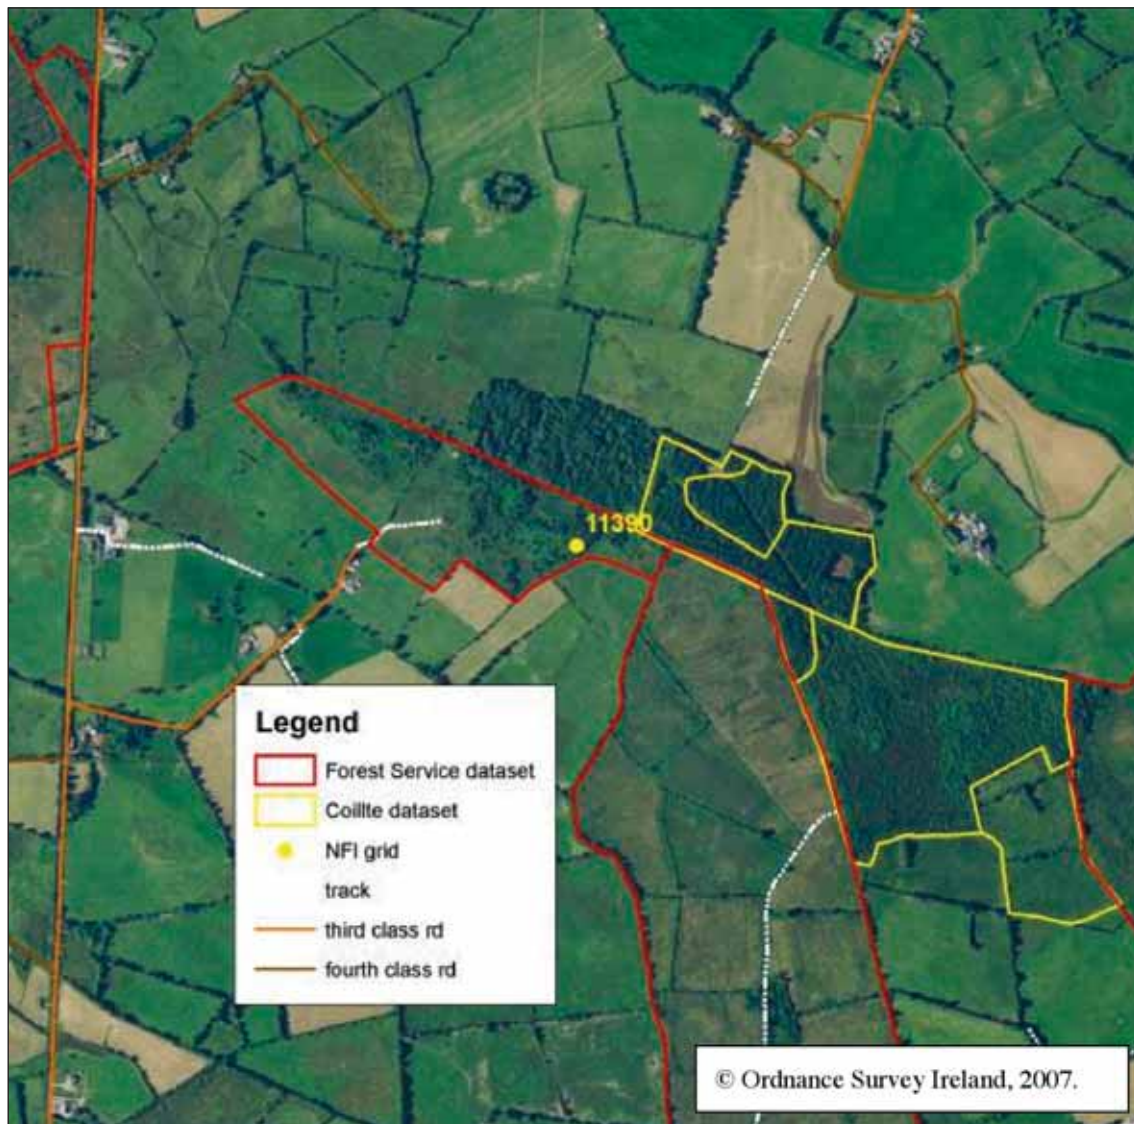 11390
Legend
Forest Service dataset
Coillte dataset
NFI grid
track
third class rd
fourth class rd
© Ordnance Survey Ireland, 2007.